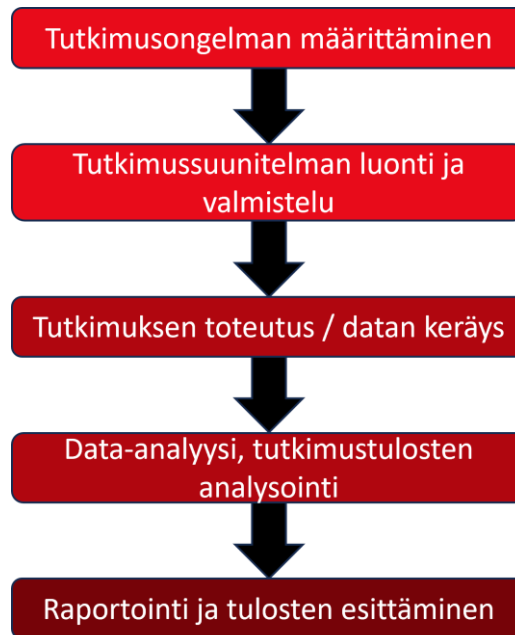 Tutkimusongelman määrittäminen
Tutkimussuunitelman luonti ja
valmistelu
Tutkimuksen toteutus / datan keräys
Data-analyysi, tutkimustulosten
analysointi
Raportointi ja tulosten esittäminen